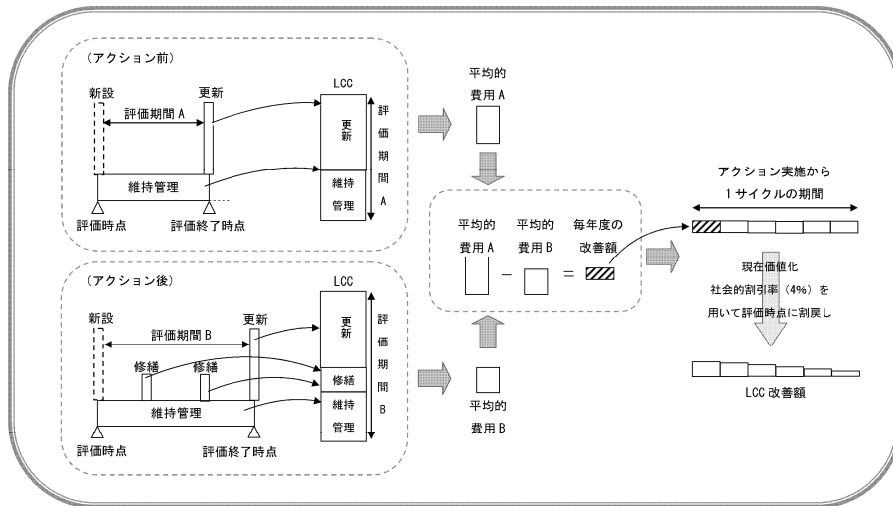 （アクション前）
新設
更新
評価期間 A
維持管理
評価時点
評価終了時点
LCC
更新
維持
管理
評価期間 A
平均的
費用 A
（アクション後）
新設
更新
評価期間 B
修繕
修繕
維持管理
評価時点
評価終了時点
LCC
更新
修繕
維持
管理
評価期間 B
平均的
費用 B
平均的
費用 A
－
平均的
費用 B
＝
毎年度の
改善額
アクション実施から
1 サイクルの期間
現在価値化
社会的割引率（4%）を
用いて評価時点に割戻し
LCC 改善額